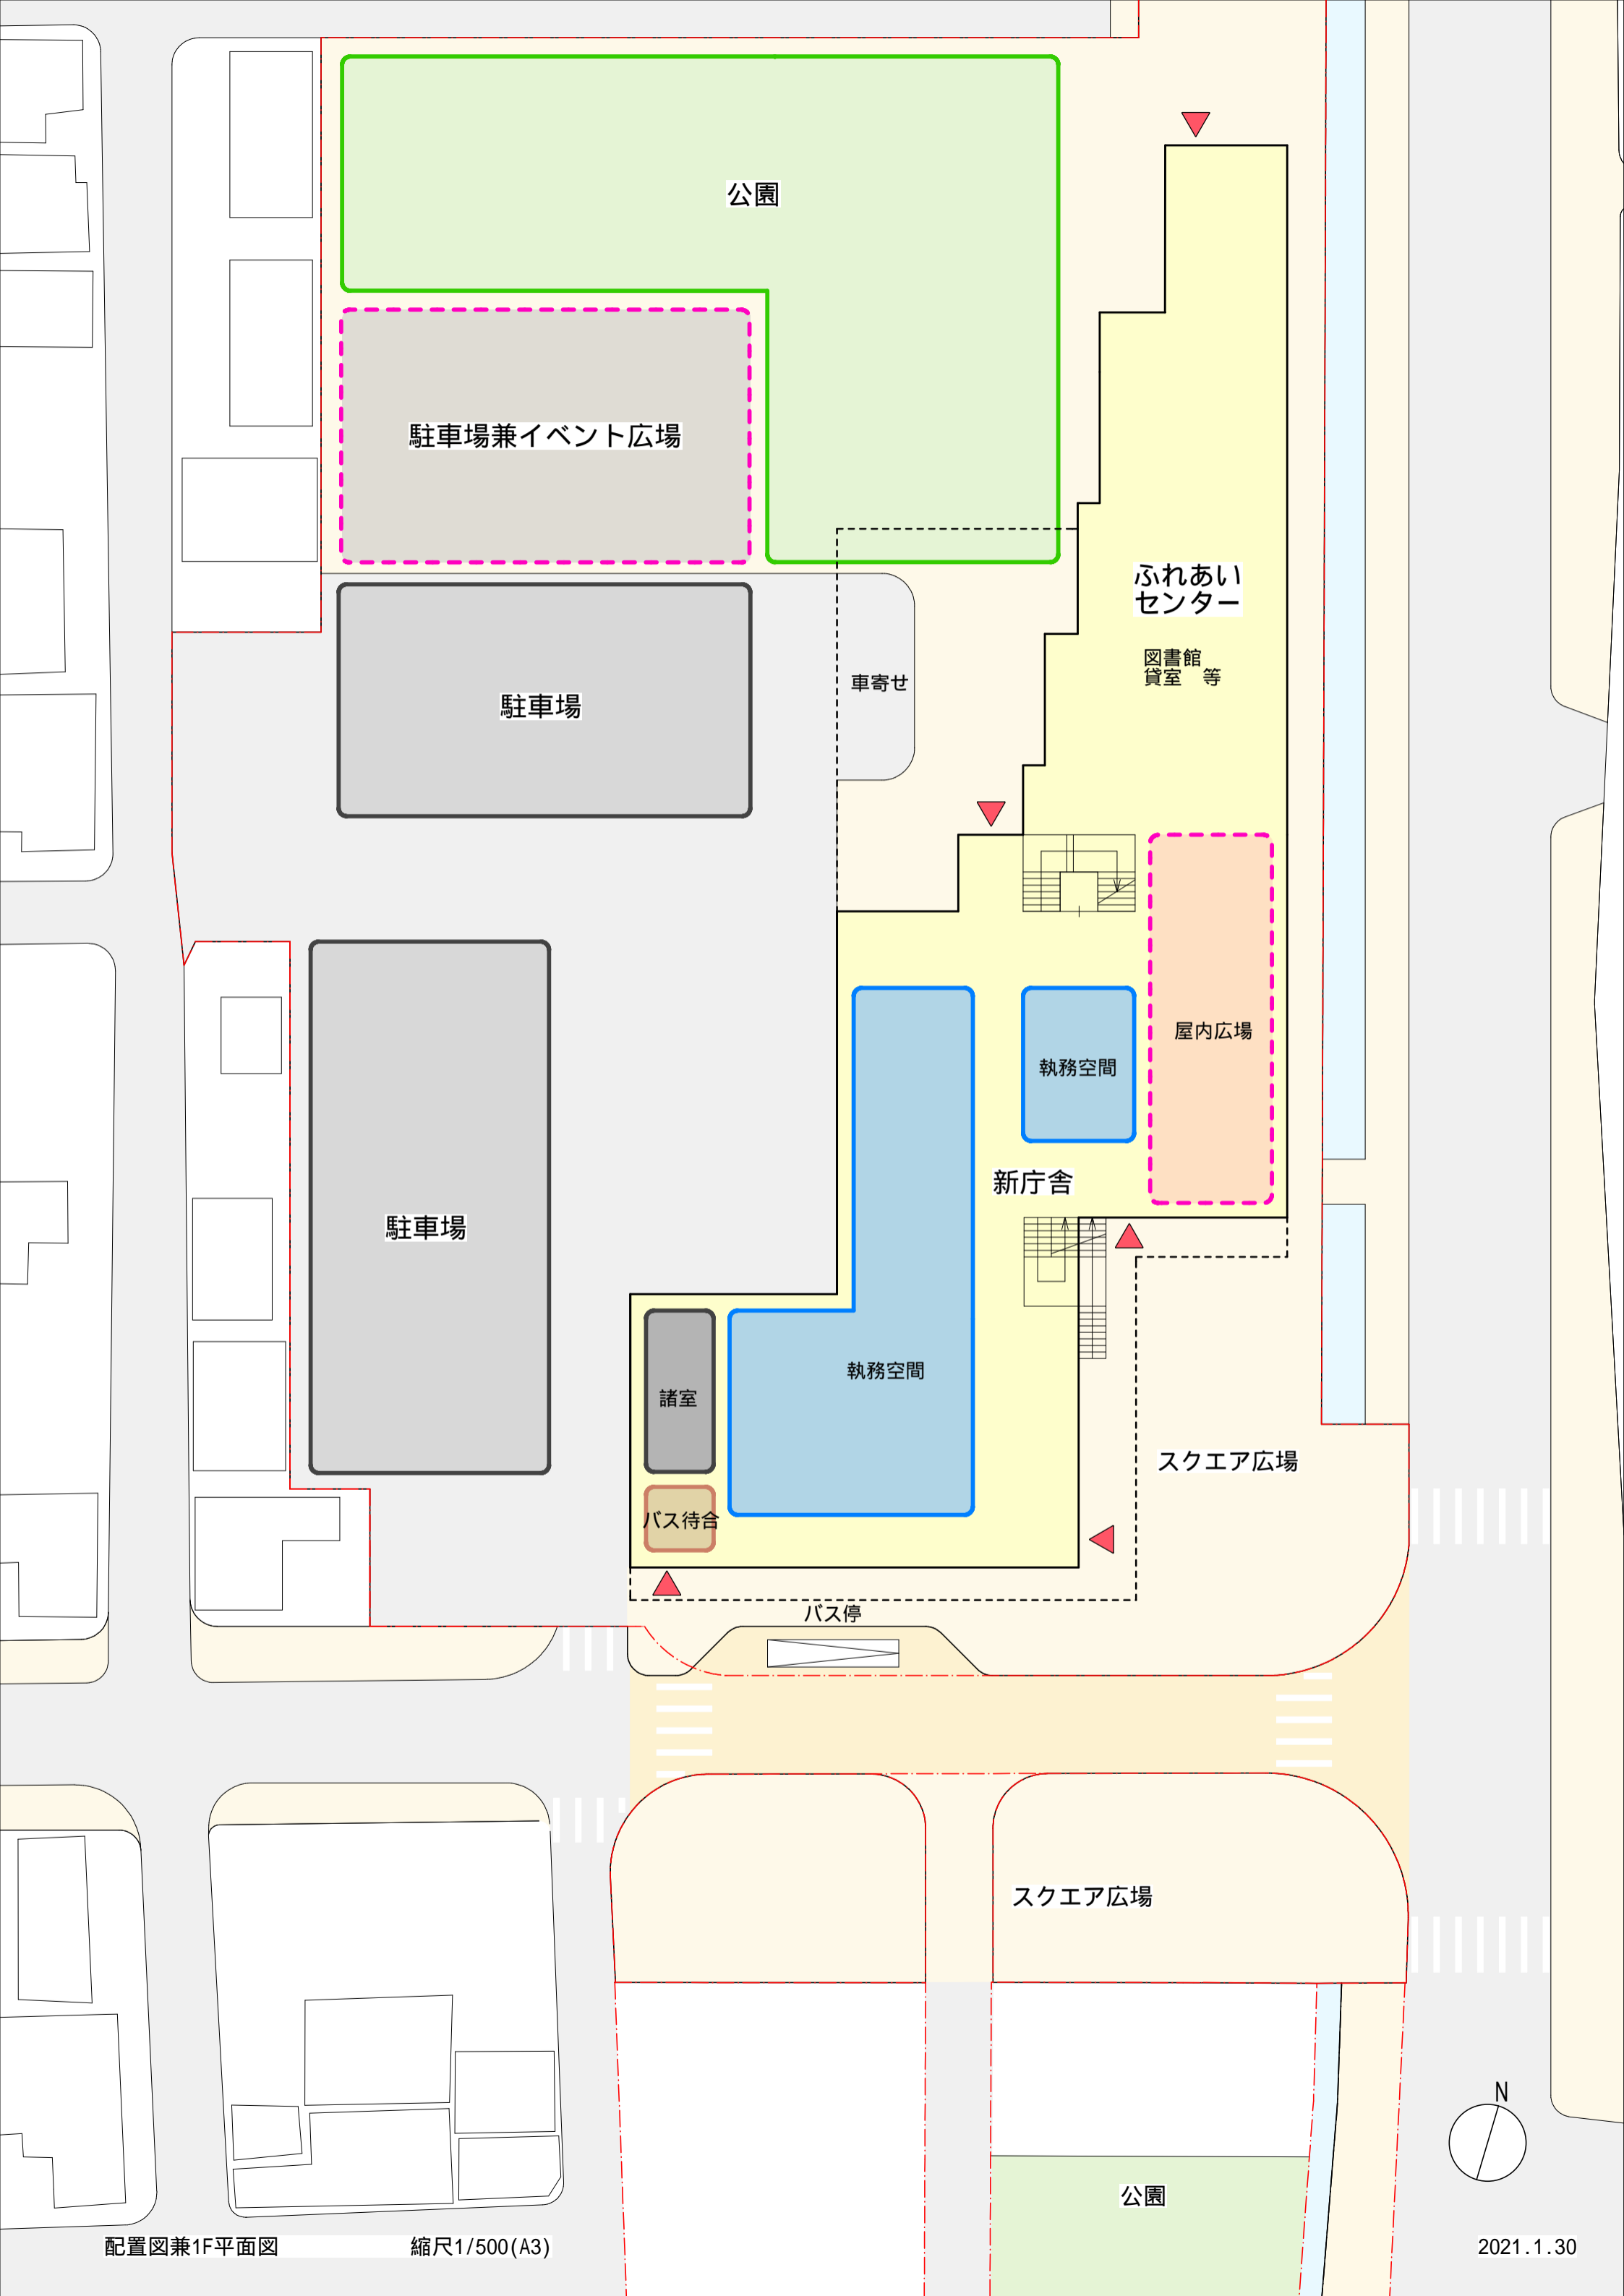 公園
駐車場兼イベント広場
ふれあい
センター
図書館
貸室　等
車寄せ
駐車場
屋内広場
執務空間
新庁舎
駐車場
執務空間
諸室
スクエア広場
バス待合
バス停
スクエア広場
N
公園
配置図兼1F平面図
縮尺1/500(A3)
2021.1.30